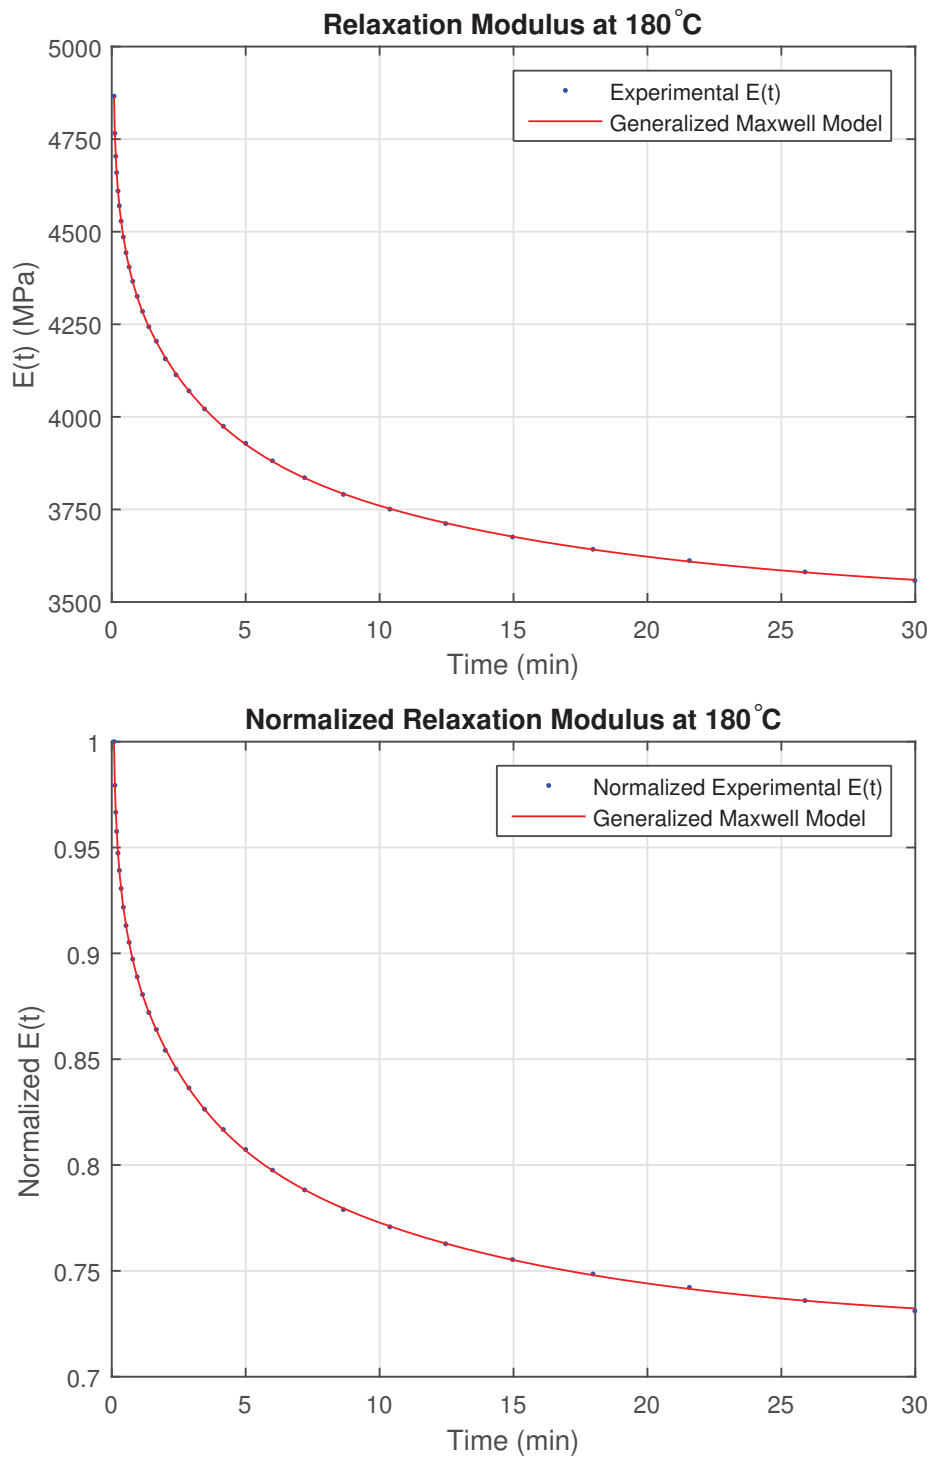 Relaxation Modulus at 180°C
5000
4750
4500
4250
4000
3750
3500
E(t) (MPa)
Experimental E(t)
Generalized Maxwell Model
0 5 10 15 20 25 30
Time (min)
Normalized Relaxation Modulus at 180°C
1
0.95
0.9
0.85
0.8
0.75
0.7
Normalized E(t)
Normalized Experimental E(t)
Generalized Maxwell Model
0 5 10 15 20 25 30
Time (min)